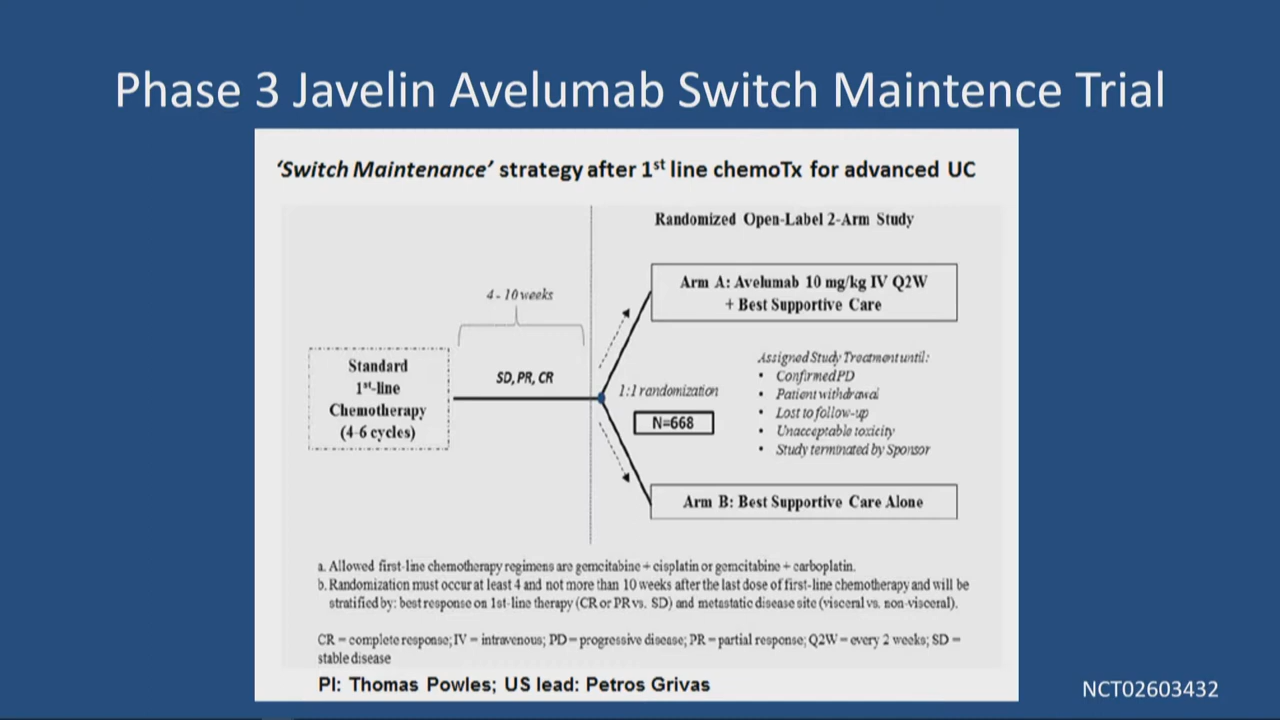 Phase 3 Javelin Avelumab Switch Maintence Trial
‘Switch Maintenance’ strategy after 1st line chemoTx for advanced UC
Randomized Open-Label 2-Arm Study
Arm A: Avelumab 10 mg/kg IV Q2W
+ Best Supportive Care
4 - 10 weeks
Standard
1st-line
Chemotherapy
(4-6 cycles)
SD, PR, CR
1:1 randomization
N=668
Assigned Study Treatment until:
• Confirmed PD
• Patient withdrawal
• Lost to follow-up
• Unacceptable toxicity
• Study terminated by Sponsor
Arm B: Best Supportive Care Alone
a. Allowed first-line chemotherapy regimens are gemcitabine + cisplatin or gemcitabine + carboplatin.
b. Randomization must occur at least 4 and not more than 10 weeks after the last dose of first-line chemotherapy and will be
stratified by: best response on 1st-line therapy (CR or PR vs. SD) and metastatic disease site (visceral vs. non-visceral).
CR = complete response; IV = intravenous; PD = progressive disease; PR = partial response; Q2W = every 2 weeks; SD =
stable disease
PI: Thomas Powles; US lead: Petros Grivas
NCT02603432